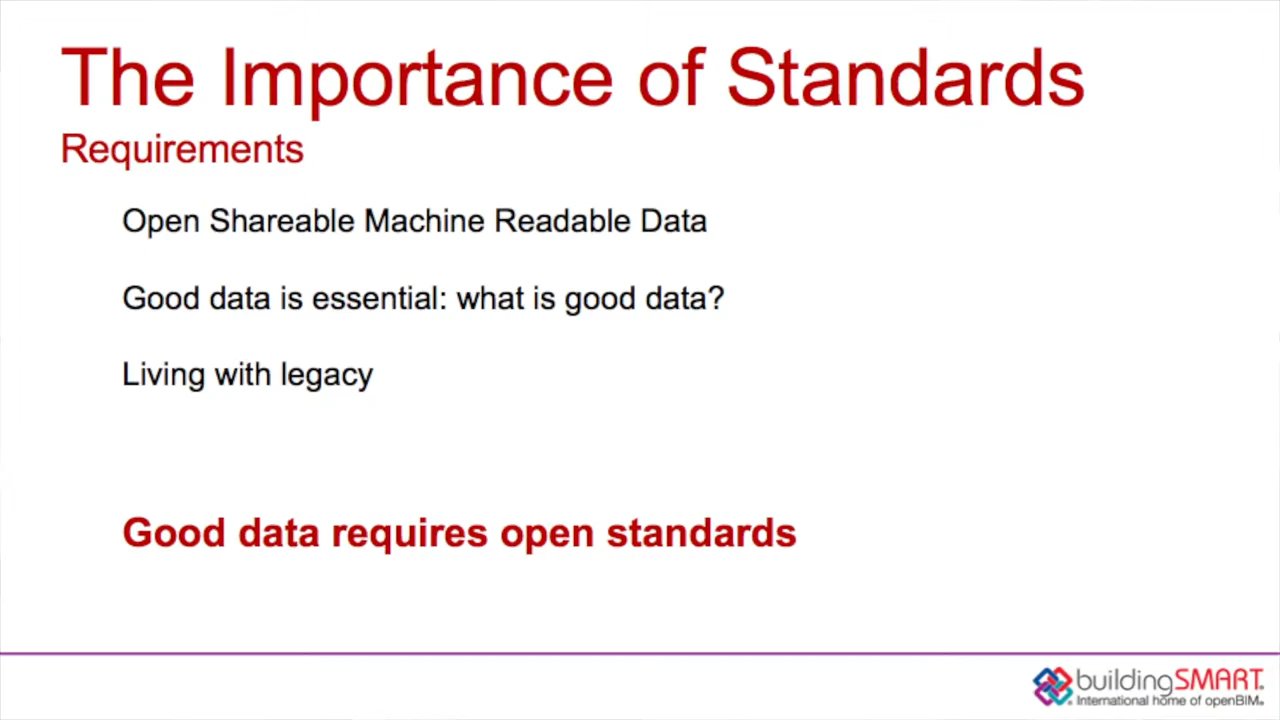 The Importance of Standards
Requirements
Open Shareable Machine Readable Data
Good data is essential: what is good data?
Living with legacy
Good data requires open standards
buildingSMART®
International home of openBIM®